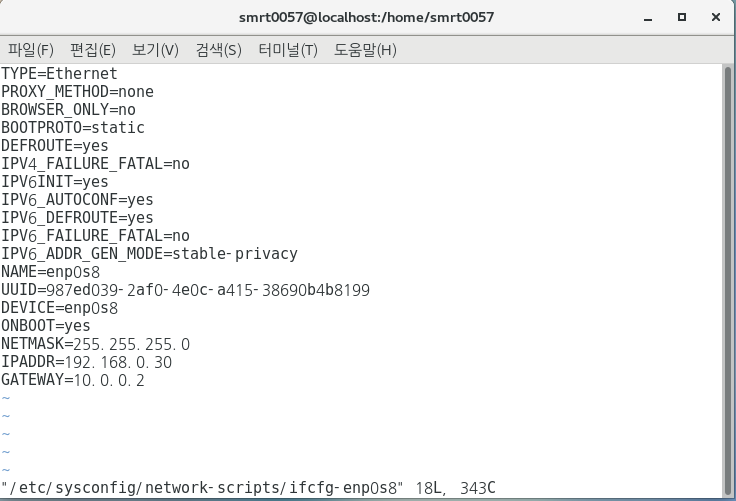 smrt0057@localhost:/home/smrt0057
파일(F) 편집(E) 보기(V) 검색(S) 터미널(T) 도움말(H)
TYPE=Ethernet
PROXY_METHOD=none
BROWSER_ONLY=no
BOOTPROTO=static
DEFROUTE=yes
IPV4_FAILURE_FATAL=no
IPV6INIT=yes
IPV6_AUTOCONF=yes
IPV6_DEFROUTE=yes
IPV6_FAILURE_FATAL=no
IPV6_ADDR_GEN_MODE=stable-privacy
NAME=enp0s8
UUID=987ed039-2af0-4e0c-a415-38690b4b8199
DEVICE=enp0s8
ONBOOT=yes
NETMASK=255.255.255.0
IPADDR=192.168.0.30
GATEWAY=10.0.0.2
~
~
~
~
~
"/etc/sysconfig/network-scripts/ifcfg-enp0s8" 18L, 343C